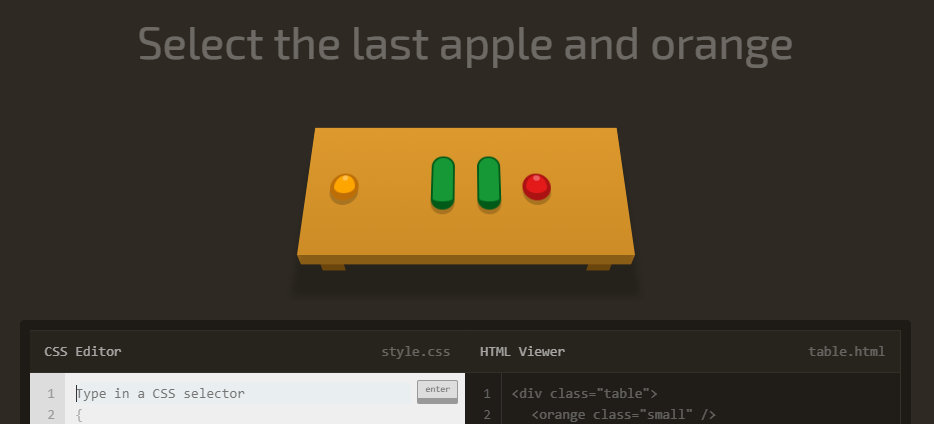 Select the last apple and orange
CSS Editor style.css HTML Viewer table.html
1 Type in a CSS selector enter 1 <div class="table">
2 { 2 <orange class="small" />